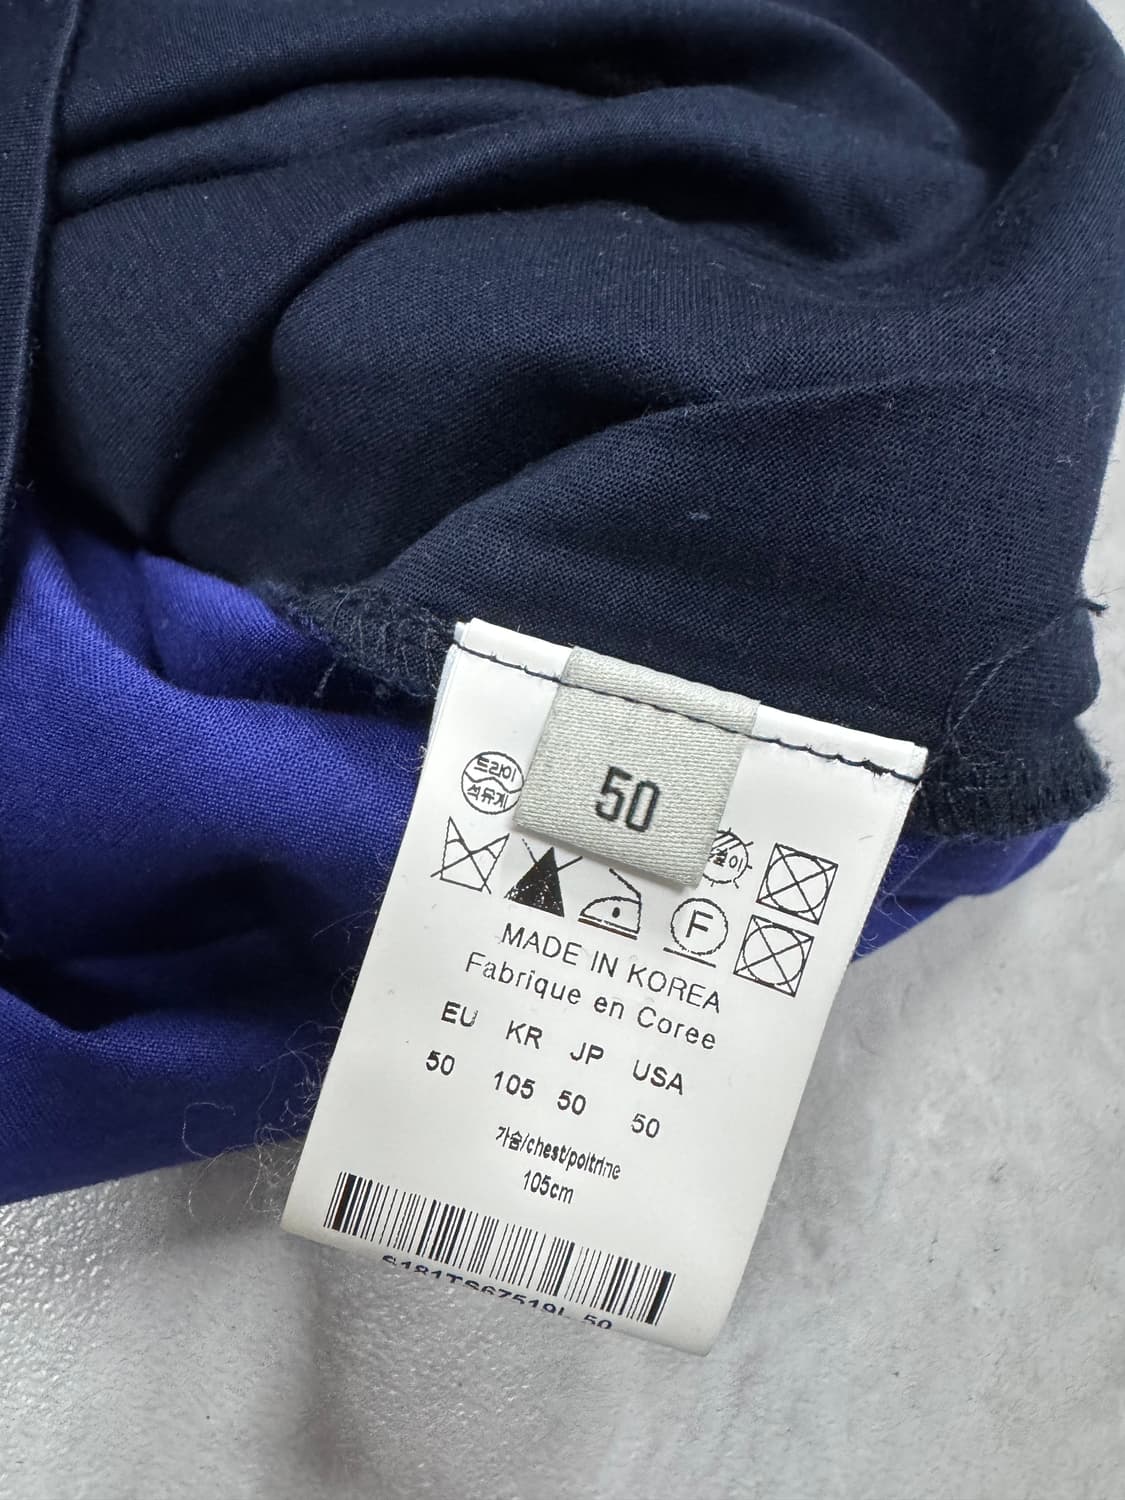 50
드라이
석유계
F
MADE IN KOREA
Fabrique en Coree
EU KR JP USA
50 105 50 50
가슴/chest/poitrine
105cm